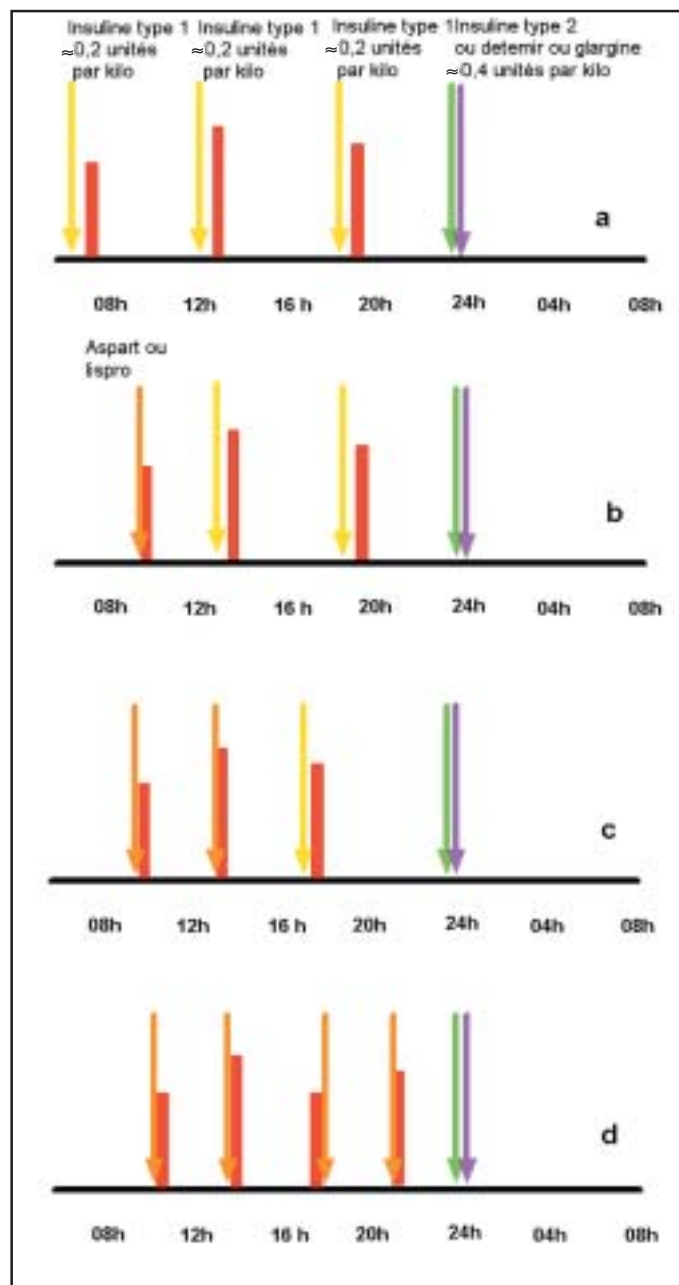 Insuline type 1
≈0,2 unités
par kilo
Insuline type 1
≈0,2 unités
par kilo
Insuline type 1
≈0,2 unités
par kilo
Insuline type 2
ou detemir ou glargine
≈0,4 unités par kilo
a
08h 12h 16 h 20h 24h 04h 08h
Aspart ou
lispro
b
08h 12h 16 h 20h 24h 04h 08h
c
08h 12h 16 h 20h 24h 04h 08h
d
08h 12h 16 h 20h 24h 04h 08h